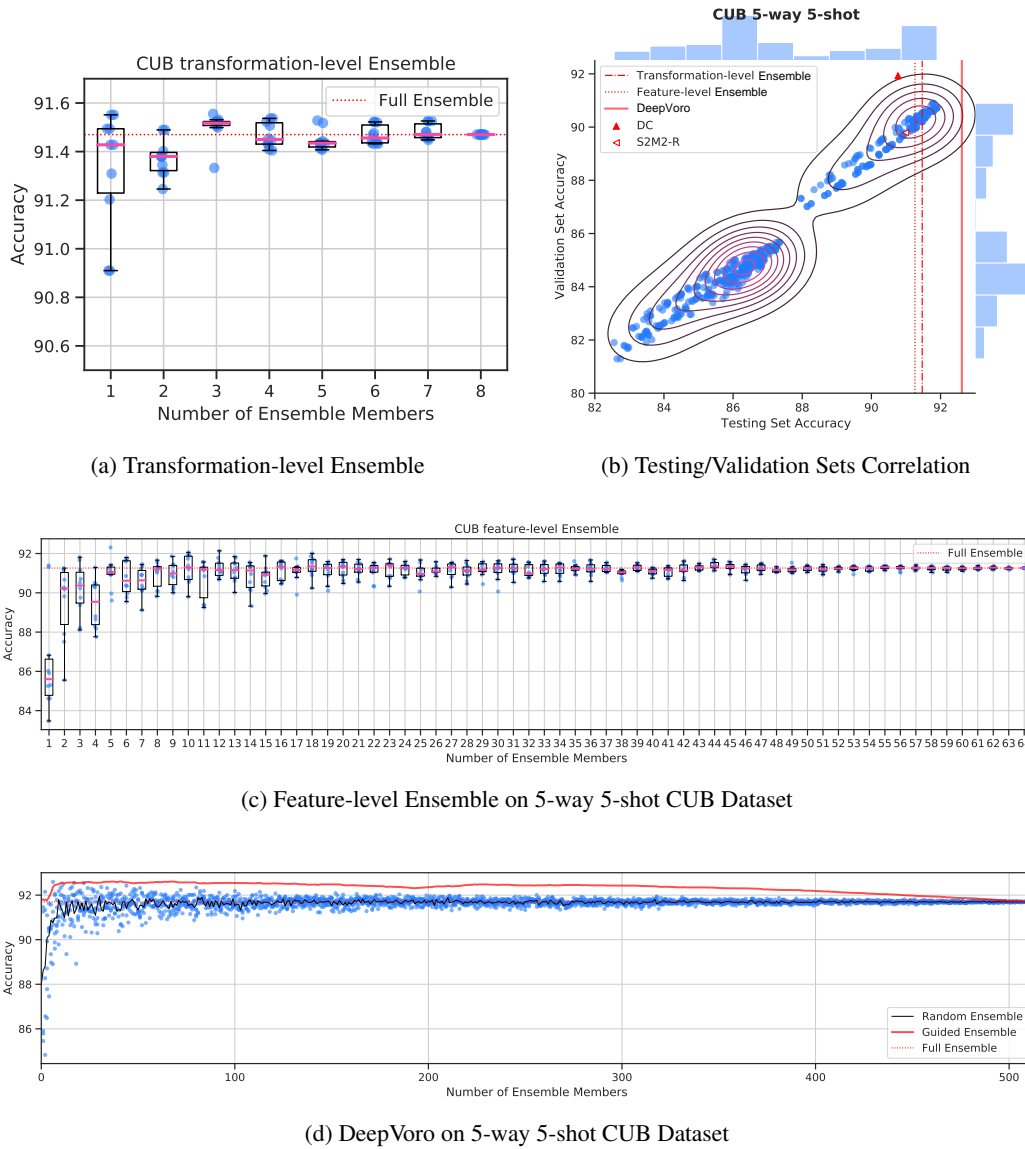 CUB transformation-level Ensemble
Full Ensemble
91.6
91.4
91.2
91.0
90.8
90.6
Accuracy
1 2 3 4 5 6 7 8
Number of Ensemble Members
(a) Transformation-level Ensemble
CUB 5-way 5-shot
Transformation-level Ensemble
Feature-level Ensemble
DeepVoro
DC
S2M2-R
92
90
88
86
84
82
80
Validation Set Accuracy
82 84 86 88 90 92
Testing Set Accuracy
(b) Testing/Validation Sets Correlation
CUB feature-level Ensemble
Full Ensemble
92
90
88
86
84
Accuracy
1 2 3 4 5 6 7 8 9 10 11 12 13 14 15 16 17 18 19 20 21 22 23 24 25 26 27 28 29 30 31 32 33 34 35 36 37 38 39 40 41 42 43 44 45 46 47 48 49 50 51 52 53 54 55 56 57 58 59 60 61 62 63
Number of Ensemble Members
(c) Feature-level Ensemble on 5-way 5-shot CUB Dataset
92
90
88
86
Accuracy
Random Ensemble
Guided Ensemble
Full Ensemble
0 100 200 300 400 500
Number of Ensemble Members
(d) DeepVoro on 5-way 5-shot CUB Dataset